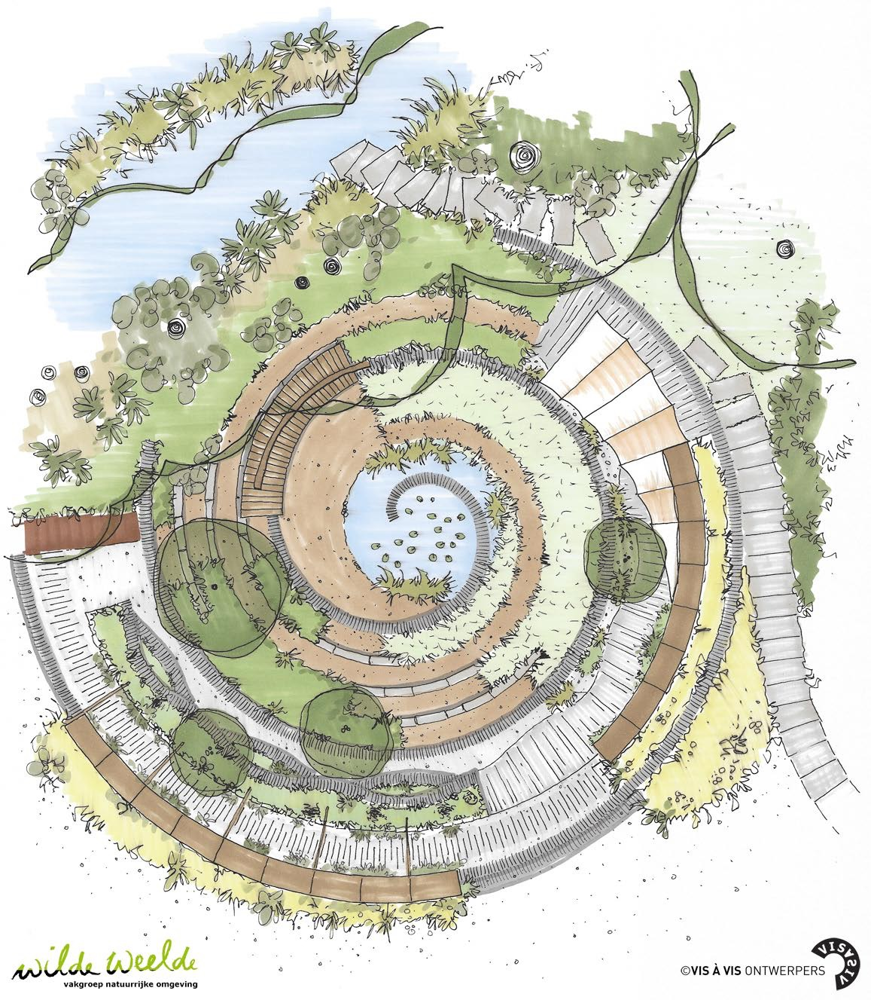 wilde weelde
vakgroep natuurrijke omgeving
©VIS À VIS ONTWERPERS
VISAVIS